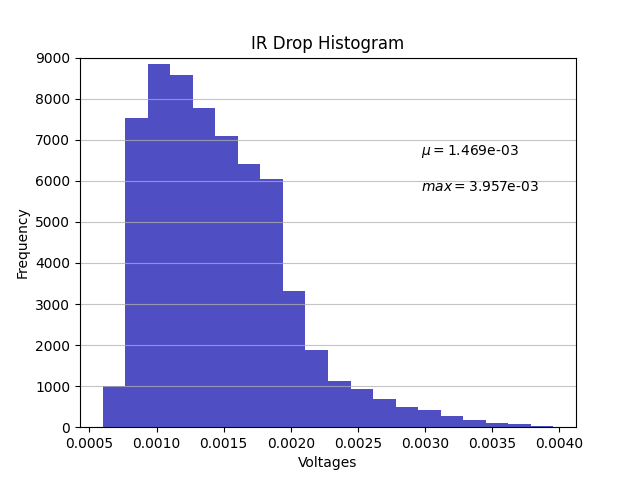 IR Drop Histogram
9000
8000
7000
6000
5000
4000
3000
2000
1000
0
Frequency
μ = 1.469e-03
max = 3.957e-03
0.0005 0.0010 0.0015 0.0020 0.0025 0.0030 0.0035 0.0040
Voltages